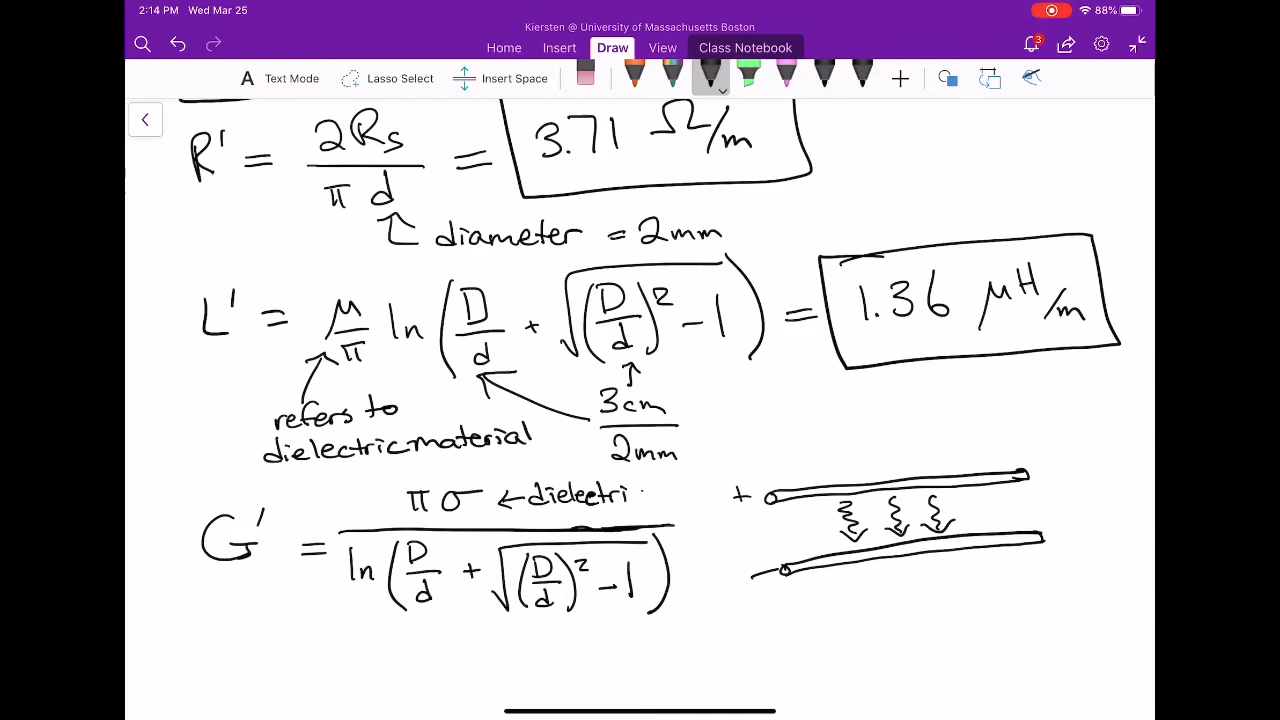 2:14 PM Wed Mar 25
88%
Kiersten @ University of Massachusetts Boston
Home Insert Draw View Class Notebook
3
A Text Mode Lasso Select Insert Space
R' = 2Rs / π d = 3.71 Ω/m
diameter = 2mm
L' = μ/π ln(D/d + √((D/d)² - 1)) = 1.36 μH/m
refers to
dielectric material
3cm / 2mm
G' = πσ / ln(D/d + √((D/d)² - 1))
← dielectri
+
-